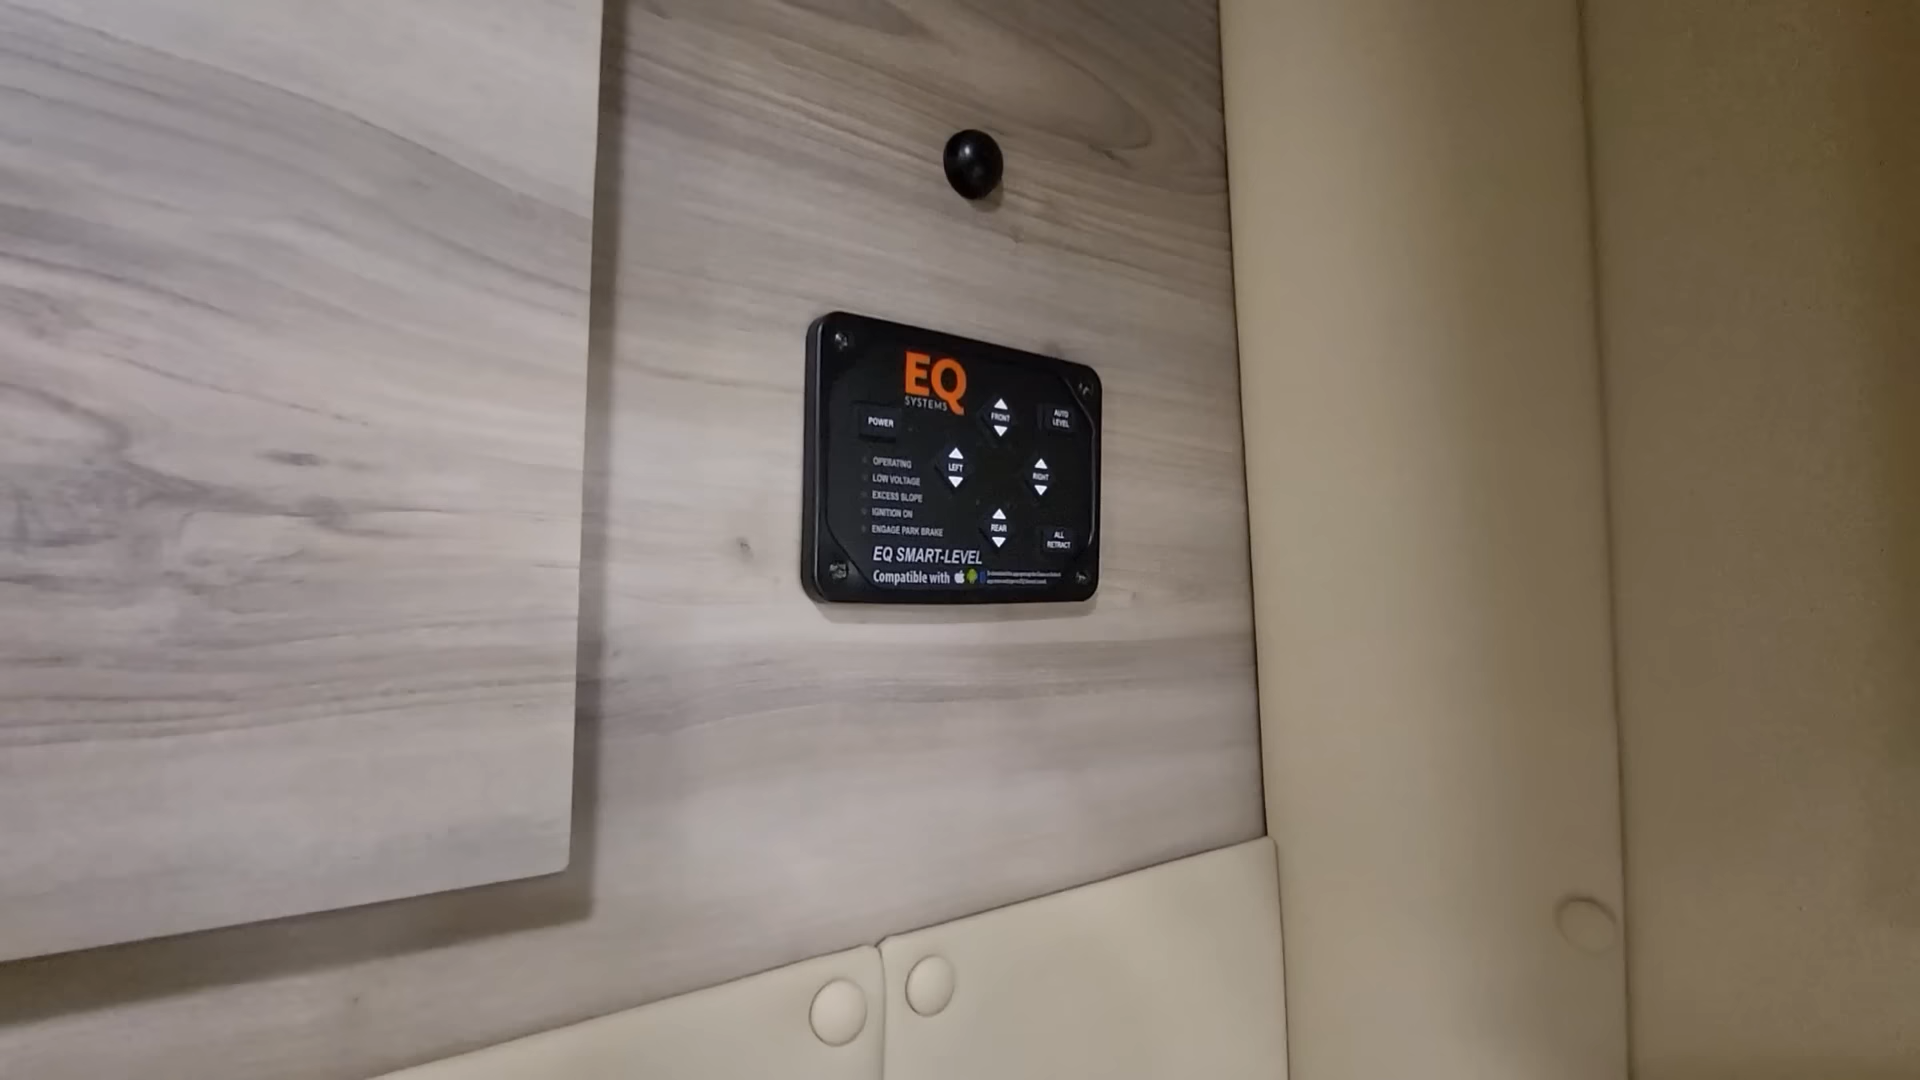 EQ
SYSTEMS
POWER
FRONT
AUTO
LEVEL
LEFT
RIGHT
OPERATING
LOW VOLTAGE
EXCESS SLOPE
IGNITION ON
ENGAGE PARK BRAKE
REAR
ALL
RETRACT
EQ SMART-LEVEL
Compatible with